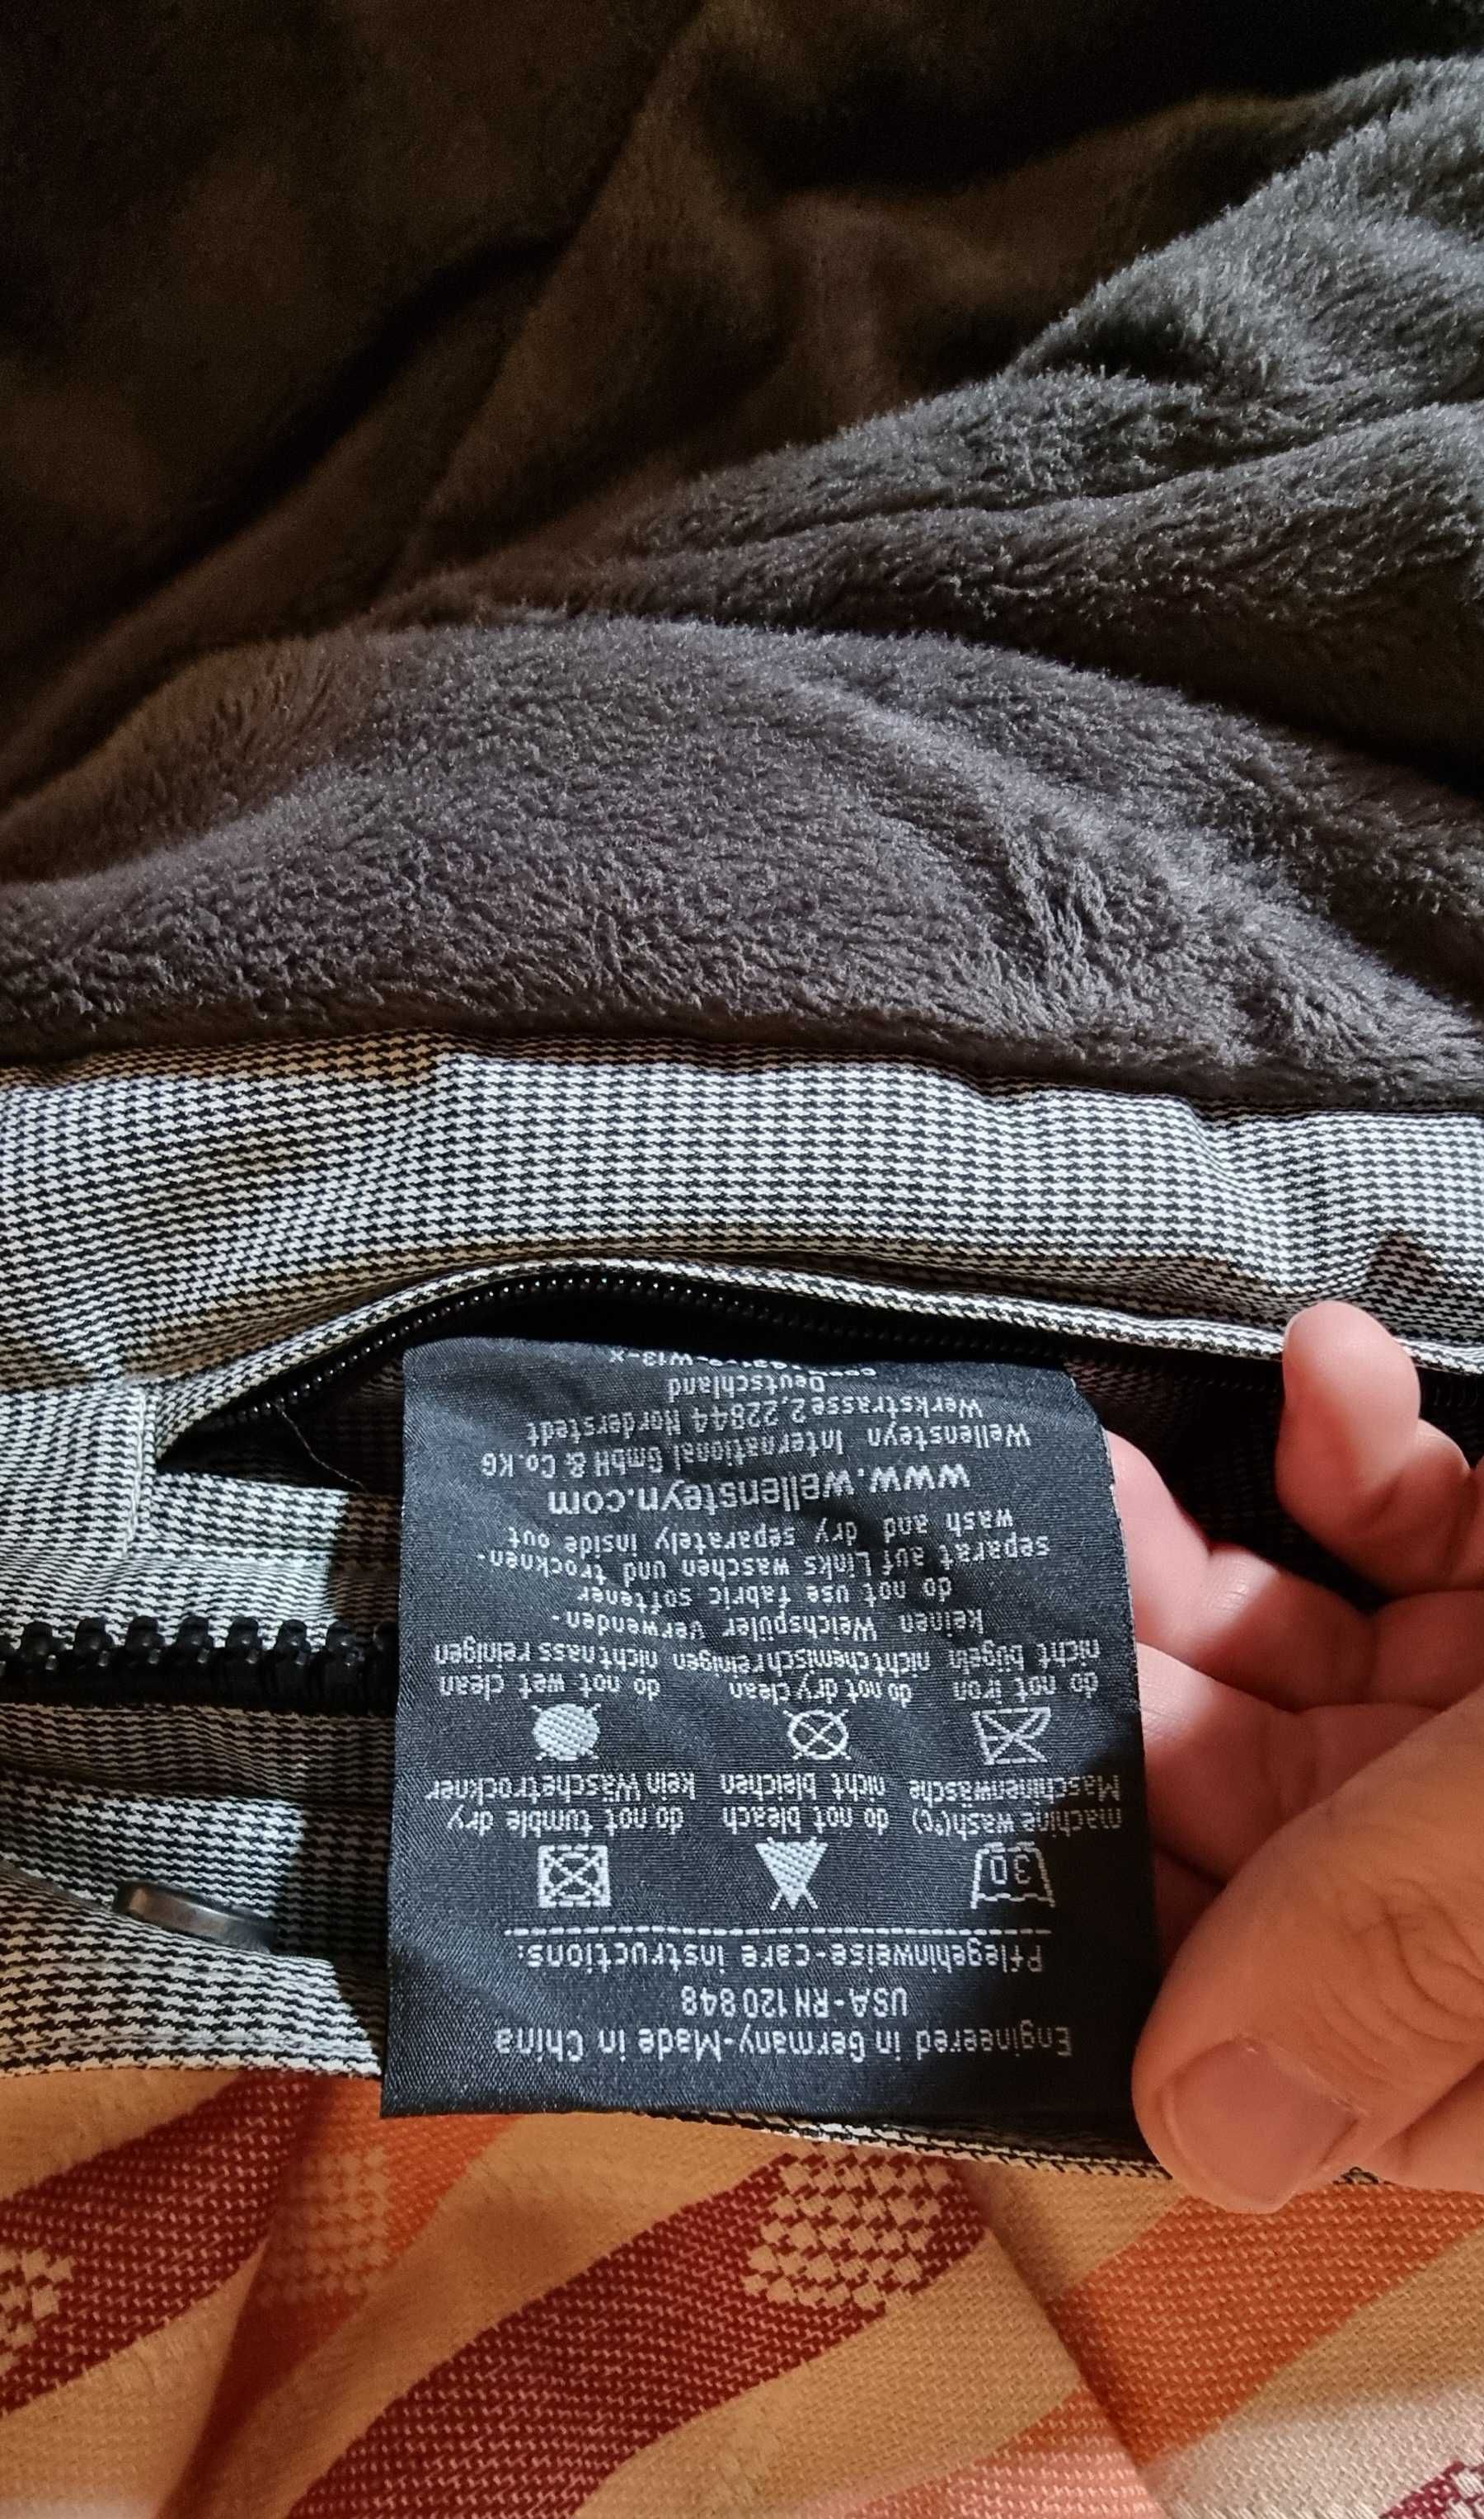 Engineered in Germany-Made in China
USA-RN 120 848
Pflegehinweise-care instructions:
30
machine wash(°c) do not bleach do not tumble dry
Maschinenwäsche nicht bleichen kein Wäschetrockner
do not iron do not dry clean do not wet clean
nicht bügeln nicht chemisch reinigen nicht nass reinigen
keinen Weichspüler verwenden-
do not use fabric softener
separat auf Links waschen und trocknen-
wash and dry separately inside out
www.wellensteyn.com
Wellensteyn International GmbH & Co.KG
Werkstrasse2,22844 Norderstedt
Deutschland